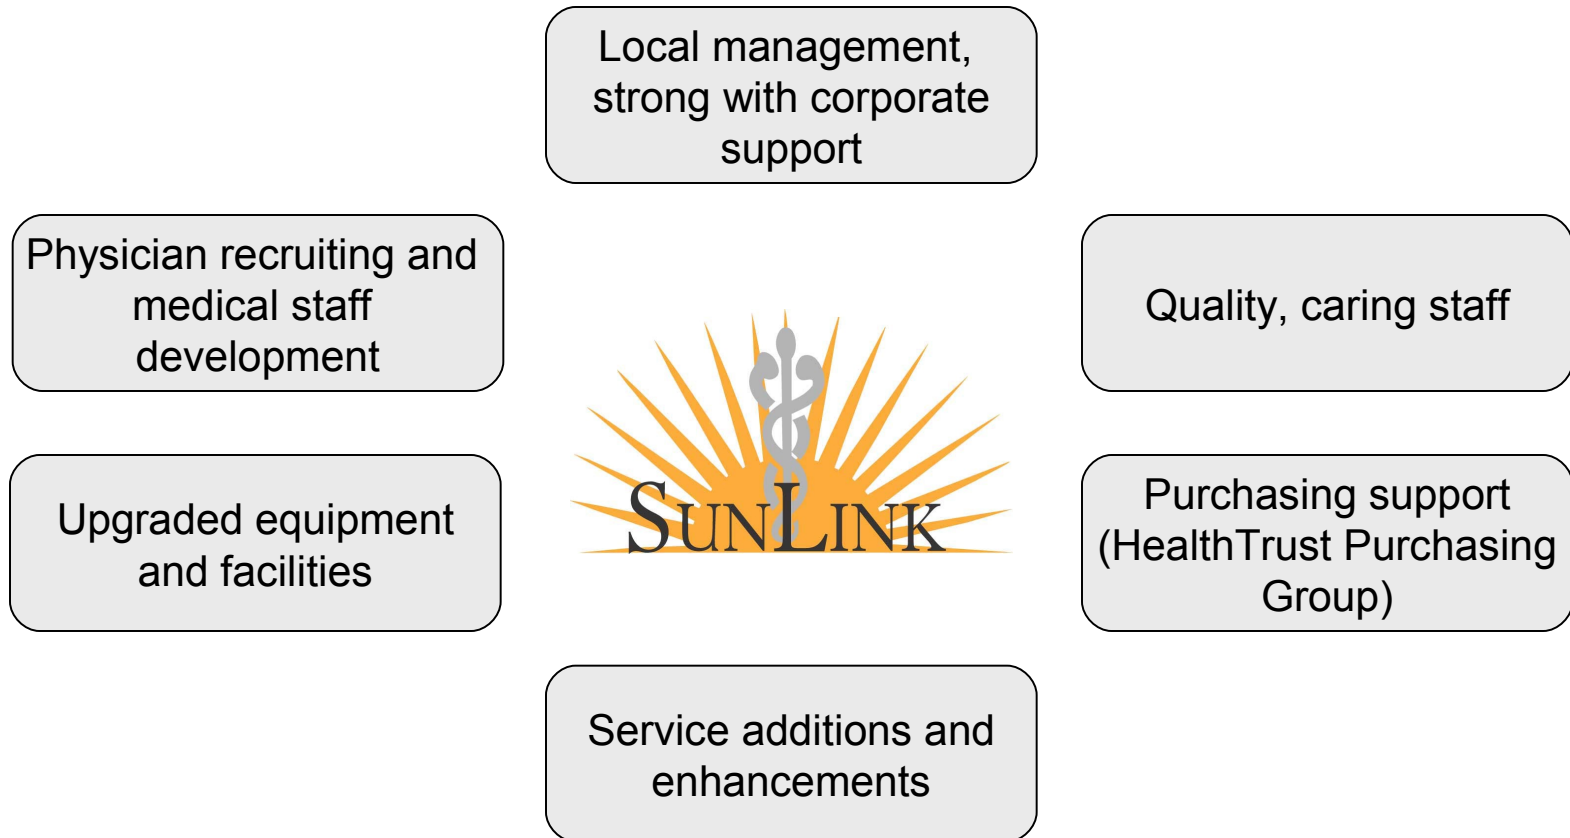 Local management,
strong with corporate
support
Physician recruiting and
medical staff
development
Quality, caring staff
SUNLINK
Upgraded equipment
and facilities
Purchasing support
(HealthTrust Purchasing
Group)
Service additions and
enhancements